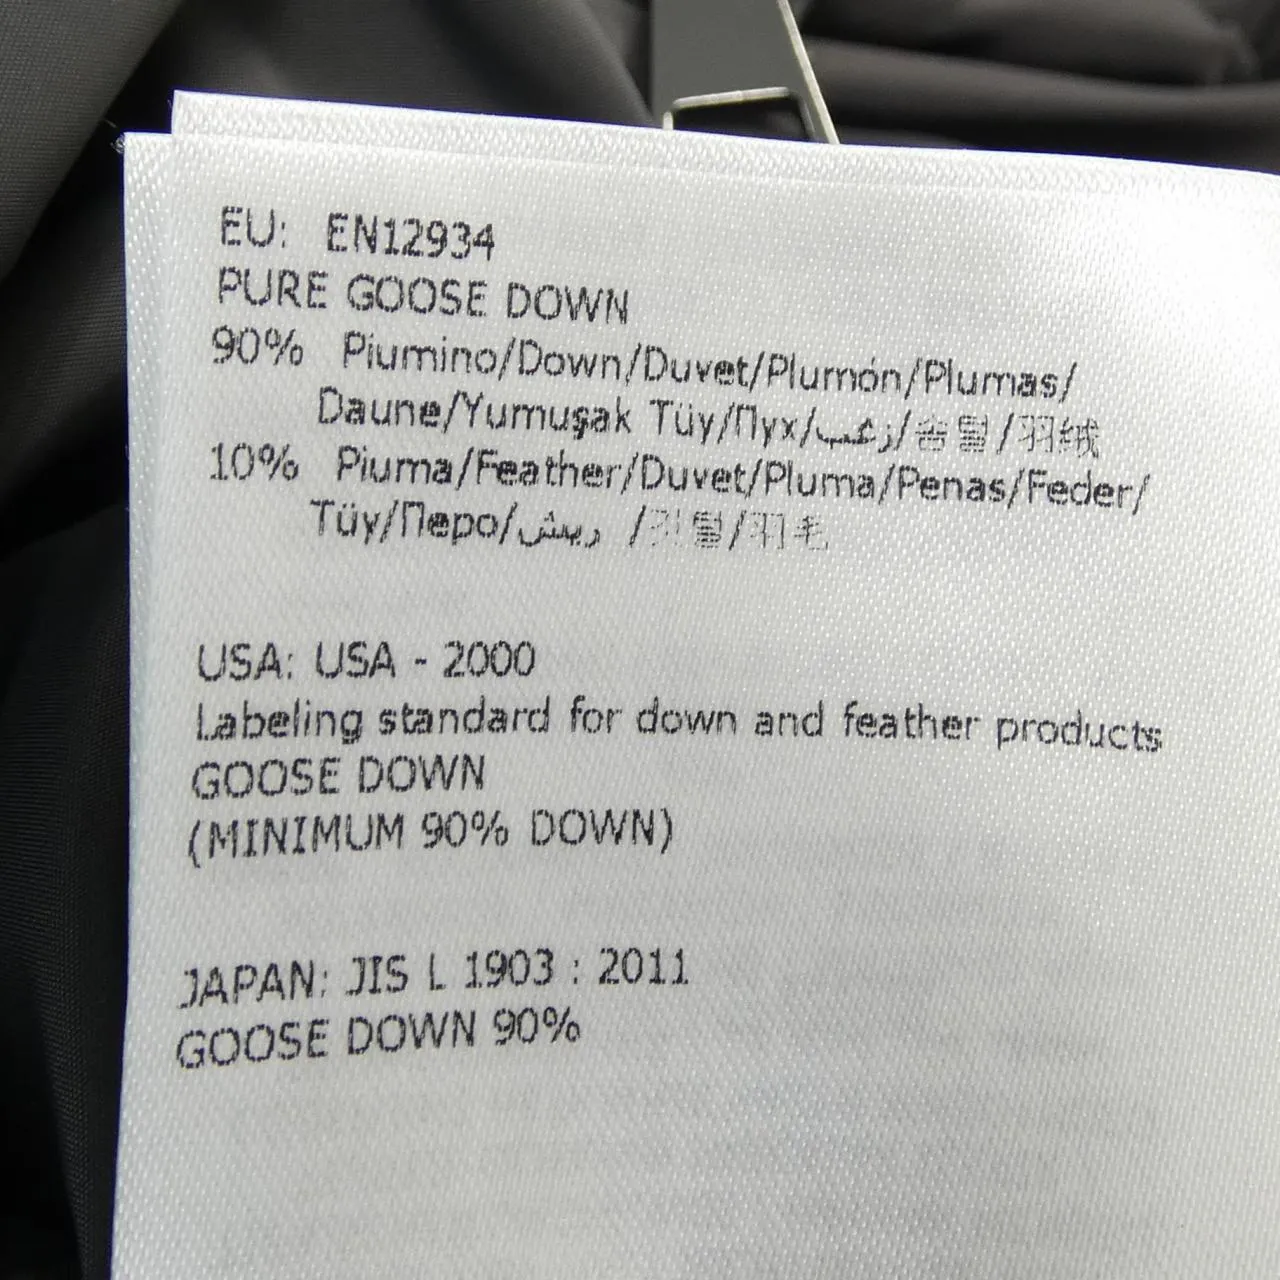 EU: EN12934
PURE GOOSE DOWN
90% Piumino/Down/Duvet/Plumón/Plumas/
Daune/Yumuşak Tüy/Пух/زغب/솜털/羽绒
10% Piuma/Feather/Duvet/Pluma/Penas/Feder/
Tüy/Перо/ريش /깃털/羽毛
USA: USA - 2000
Labeling standard for down and feather products
GOOSE DOWN
(MINIMUM 90% DOWN)
JAPAN: JIS L 1903 : 2011
GOOSE DOWN 90%